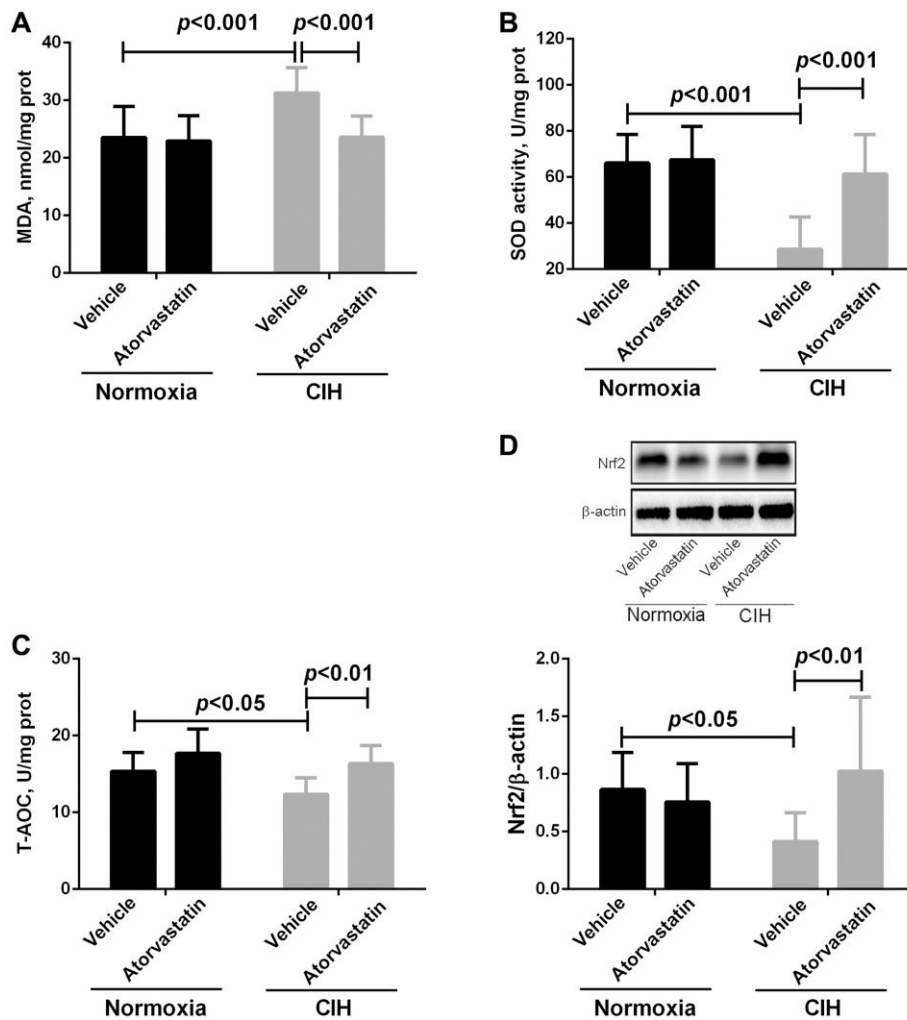 A
p<0.001
p<0.001
MDA, nmol/mg prot
40
30
20
10
0
Vehicle
Atorvastatin
Vehicle
Atorvastatin
Normoxia
CIH
B
p<0.001
p<0.001
SOD activity, U/mg prot
120
100
80
60
40
20
Vehicle
Atorvastatin
Vehicle
Atorvastatin
Normoxia
CIH
C
p<0.05
p<0.01
T-AOC, U/mg prot
30
20
10
0
Vehicle
Atorvastatin
Vehicle
Atorvastatin
Normoxia
CIH
D
Nrf2
β-actin
Vehicle
Atorvastatin
Vehicle
Atorvastatin
Normoxia
CIH
p<0.05
p<0.01
Nrf2/β-actin
2.0
1.5
1.0
0.5
0.0
Vehicle
Atorvastatin
Vehicle
Atorvastatin
Normoxia
CIH